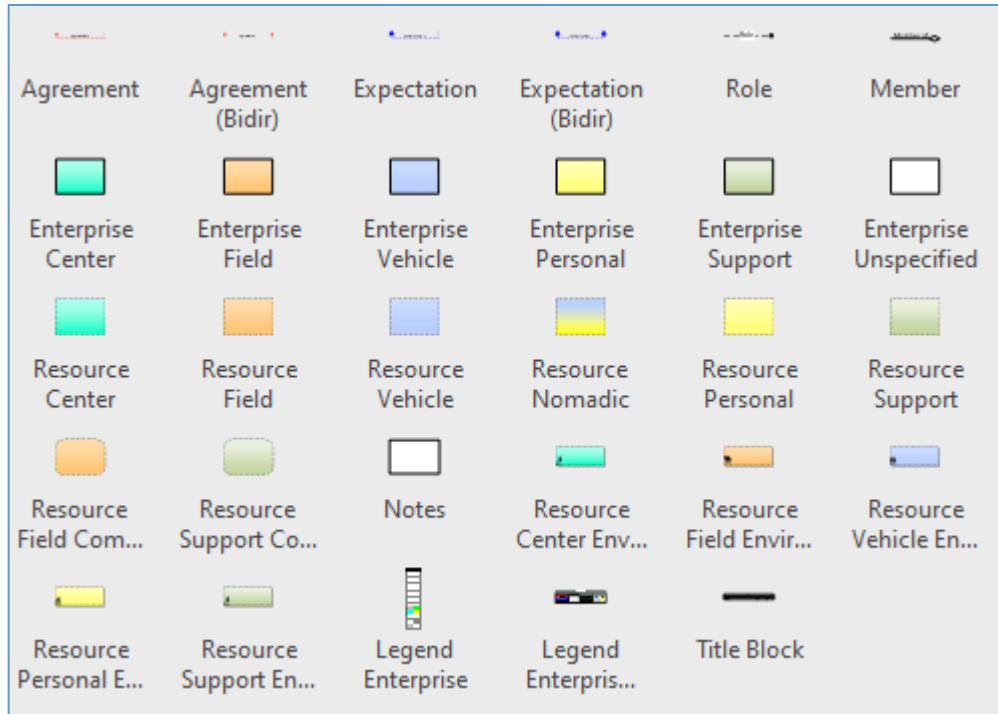 Agreement
Agreement
(Bidir)
Expectation
Expectation
(Bidir)
Role
Member
Enterprise
Center
Enterprise
Field
Enterprise
Vehicle
Enterprise
Personal
Enterprise
Support
Enterprise
Unspecified
Resource
Center
Resource
Field
Resource
Vehicle
Resource
Nomadic
Resource
Personal
Resource
Support
Resource
Field Com...
Resource
Support Co...
Notes
Resource
Center Env...
Resource
Field Envir...
Resource
Vehicle En...
Resource
Personal E...
Resource
Support En...
Legend
Enterprise
Legend
Enterpris...
Title Block